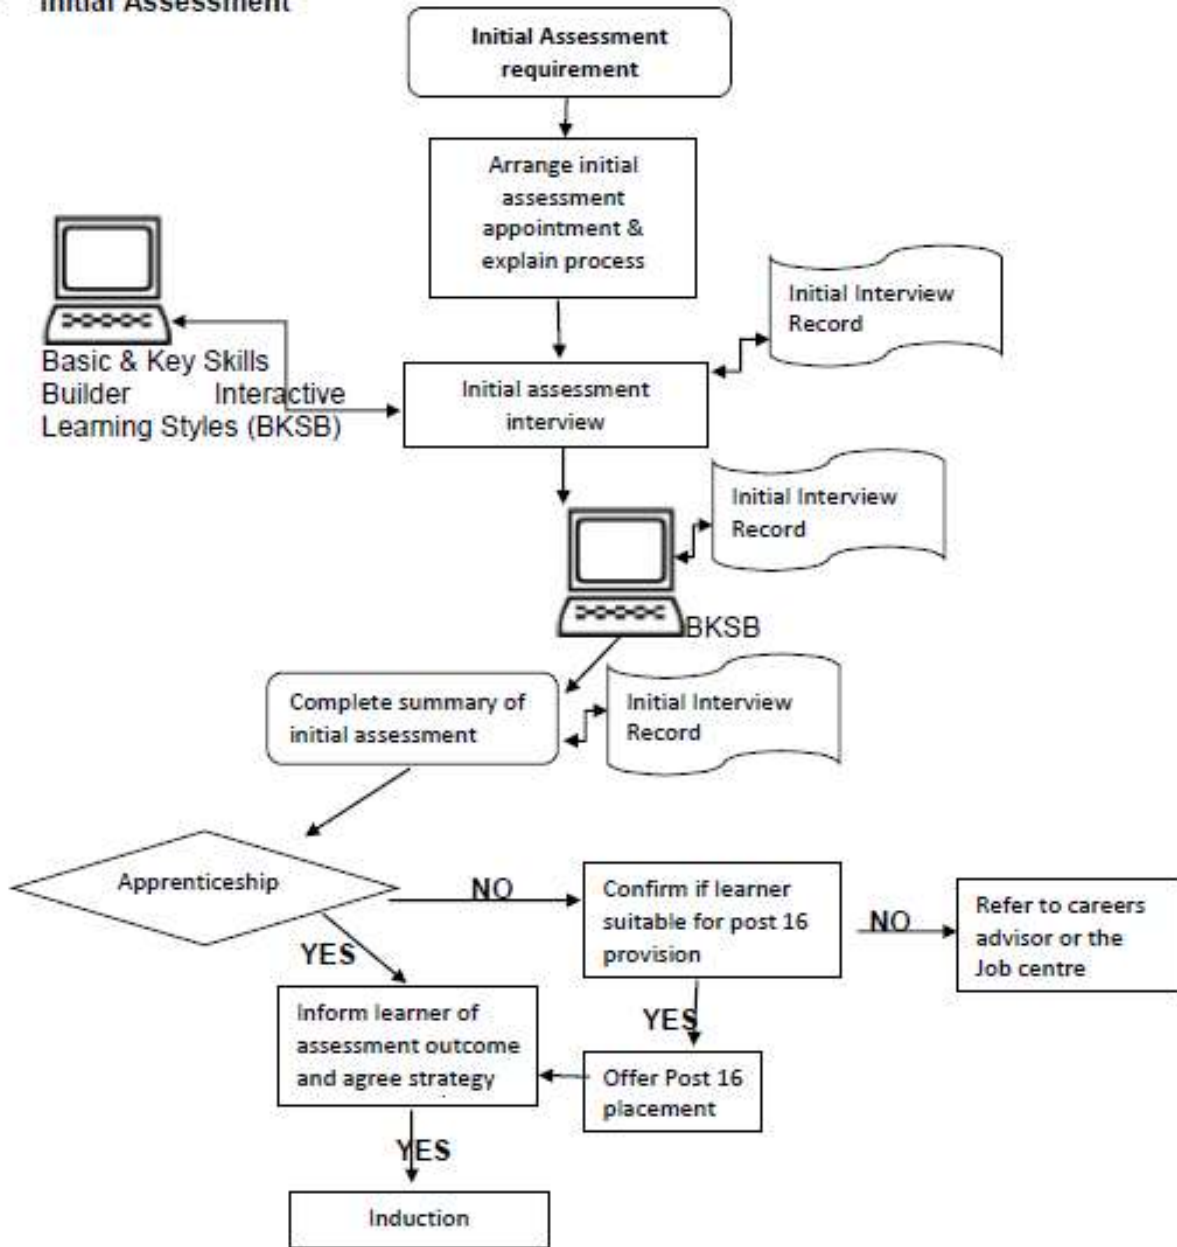 Initial Assessment
Initial Assessment
requirement
Arrange initial
assessment
appointment &
explain process
Initial Interview
Record
Basic & Key Skills
Builder Interactive
Learning Styles (BKSB)
Initial assessment
interview
Initial Interview
Record
BKSB
Complete summary of
initial assessment
Initial Interview
Record
Apprenticeship
NO
Confirm if learner
suitable for post 16
provision
NO
Refer to careers
advisor or the
Job centre
YES
Inform learner of
assessment outcome
and agree strategy
YES
Offer Post 16
placement
YES
Induction